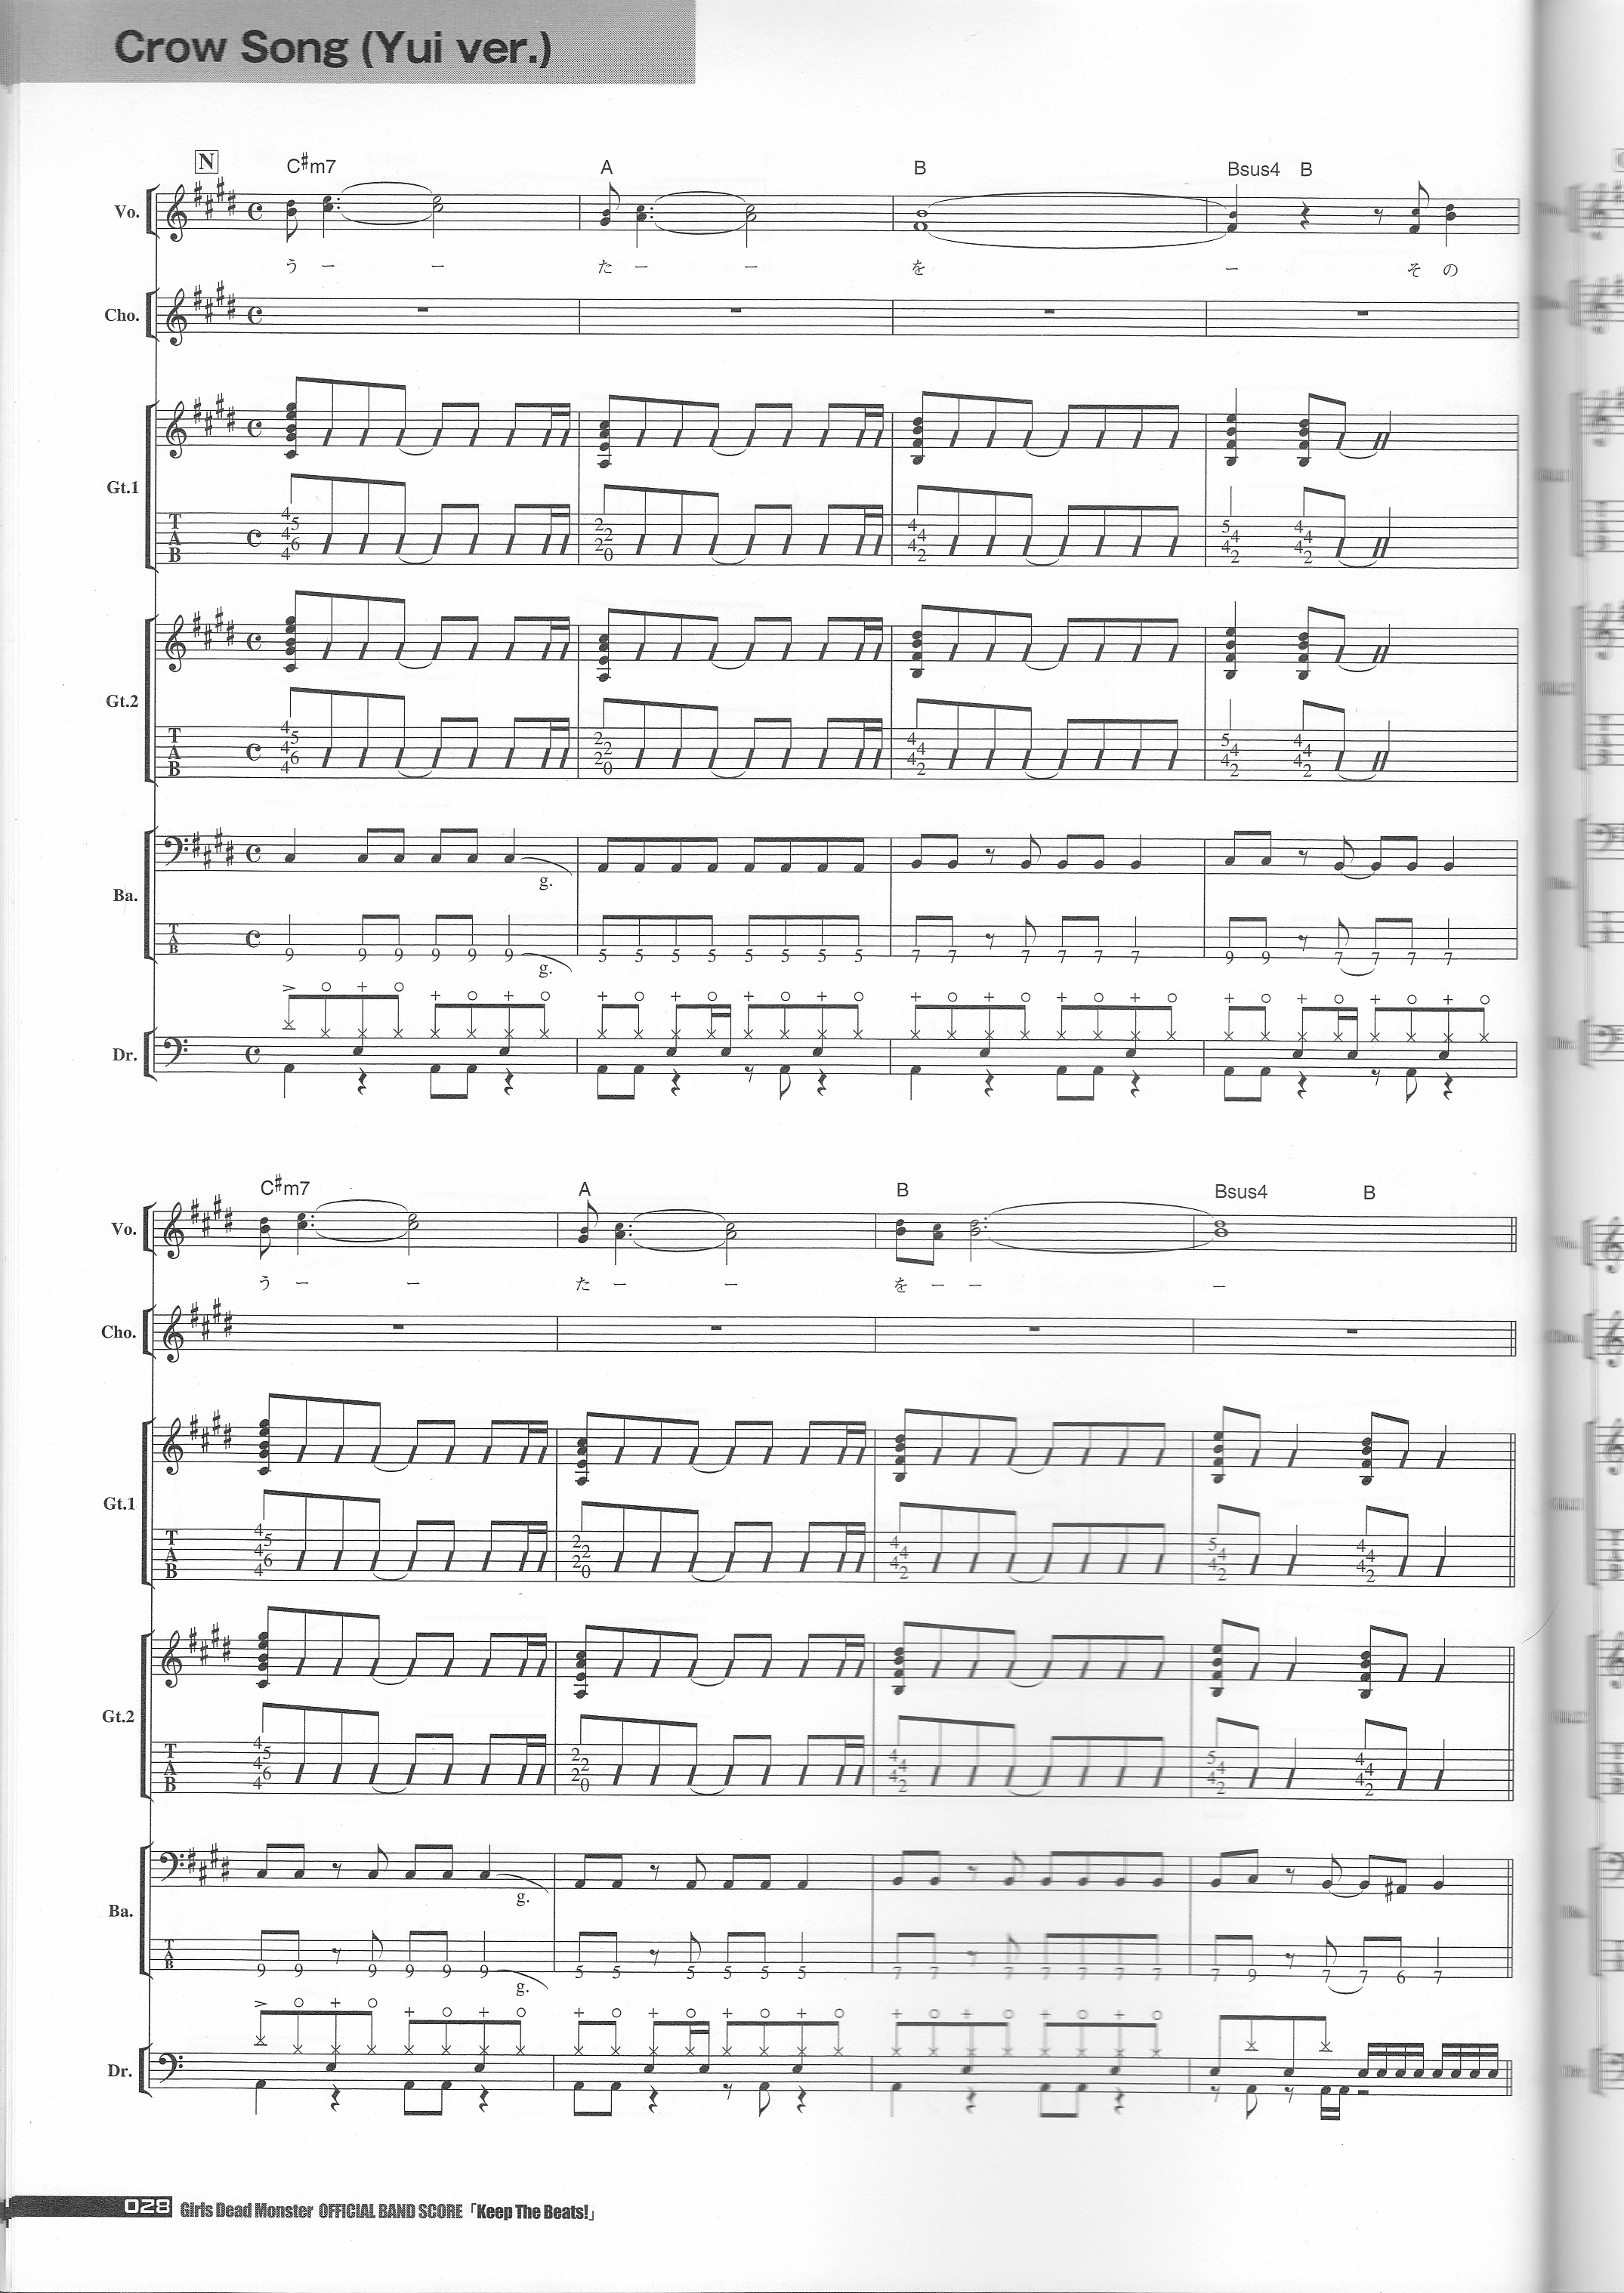 Crow Song (Yui ver.)
N
C#m7 A B Bsus4 B
Vo.
うー ー たー ー を ー その
Cho.
Gt.1
T A B
4 5 4 6 4 2 2 2 0 4 4 4 2 5 4 4 2 4 4 4 2
Gt.2
T A B
4 5 4 6 4 2 2 2 0 4 4 4 2 5 4 4 2 4 4 4 2
Ba.
g.
T A B
9 9 9 9 9 9 5 5 5 5 5 5 5 5 7 7 7 7 7 7 9 9 7 7 7 7
g.
Dr.
C#m7 A B Bsus4 B
Vo.
うー ー たー ー をーー ー
Cho.
Gt.1
T A B
4 5 4 6 4 2 2 2 0 4 4 4 2 5 4 4 2 4 4 4 2
Gt.2
T A B
4 5 4 6 4 2 2 2 0 4 4 4 2 5 4 4 2 4 4 4 2
Ba.
g.
T A B
9 9 9 9 9 9 5 5 5 5 5 5 7 7 7 7 7 7 7 7 9 7 7 6 7
g.
Dr.
028 Girls Dead Monster OFFICIAL BAND SCORE「Keep The Beats!」